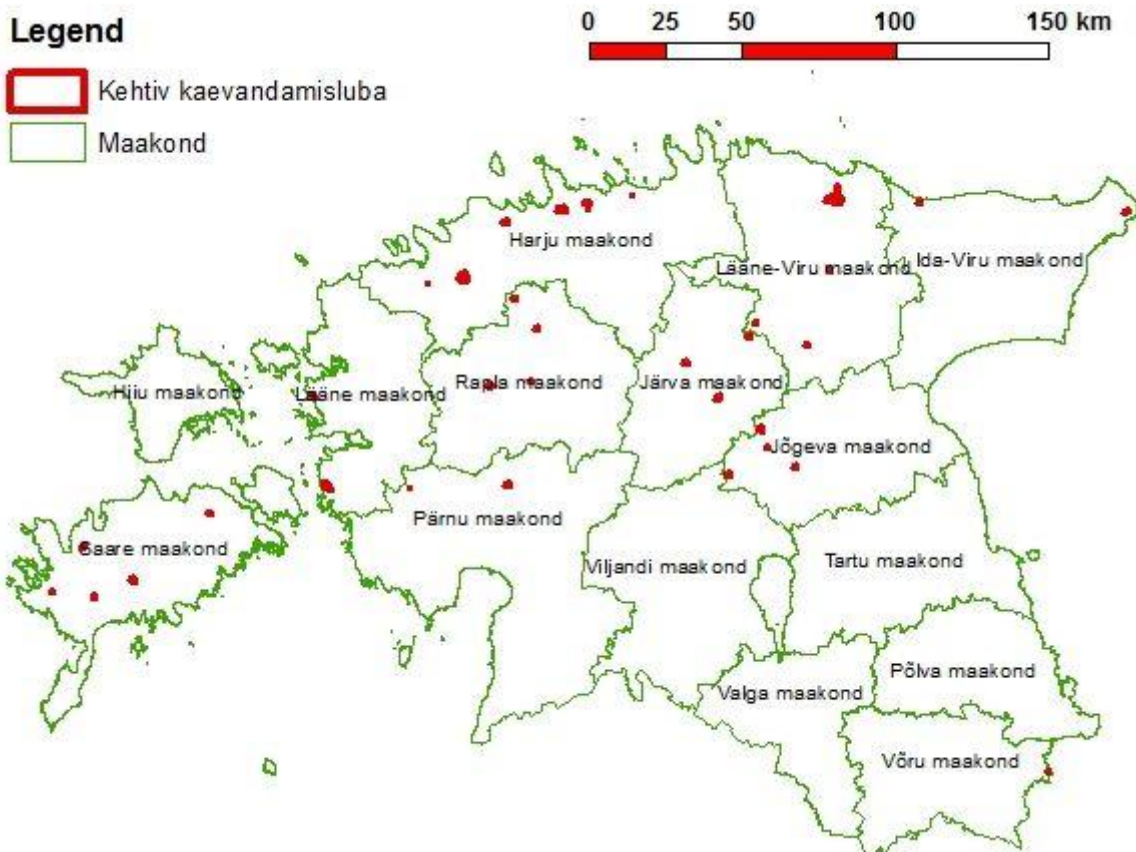 Legend
0 25 50 100 150 km
Kehtiv kaevandamisluba
Maakond
Harju maakond
Lääne-Viru maakond
Ida-Viru maakond
Hiiu maakond
Lääne maakond
Rapla maakond
Järva maakond
Jõgeva maakond
Pärnu maakond
Saare maakond
Viljandi maakond
Tartu maakond
Põlva maakond
Valga maakond
Võru maakond